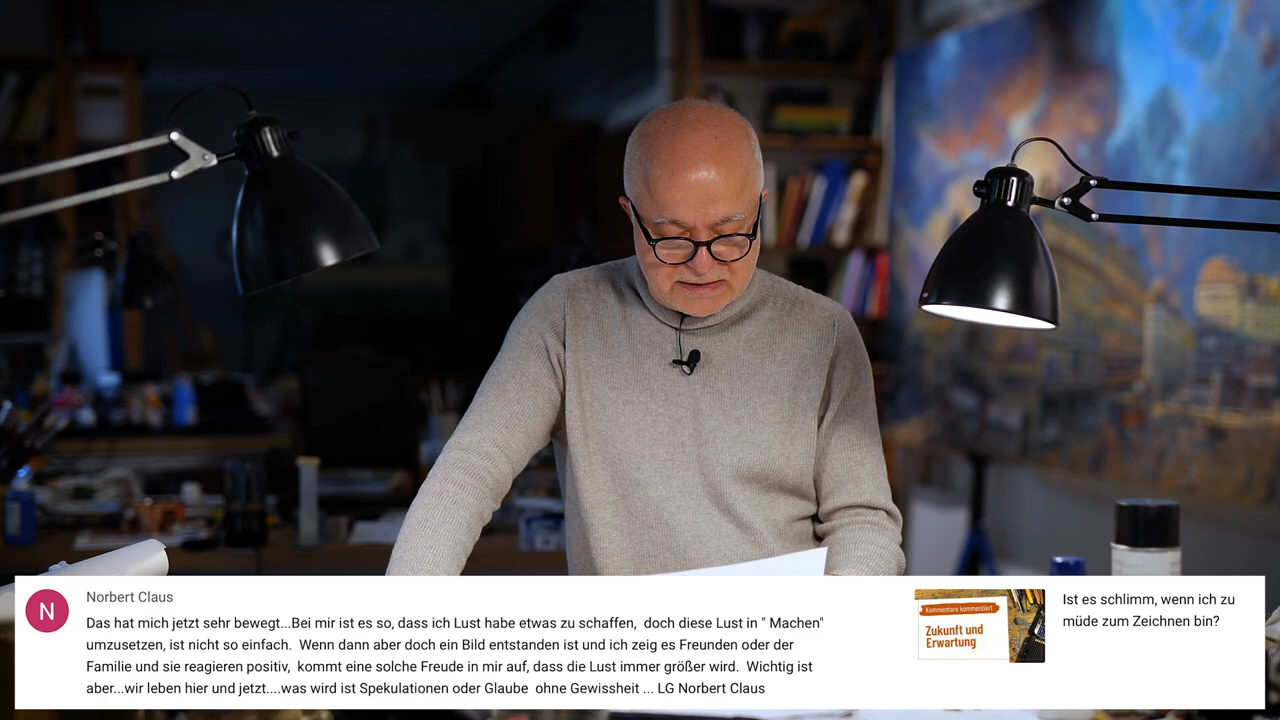 N
Norbert Claus
Das hat mich jetzt sehr bewegt...Bei mir ist es so, dass ich Lust habe etwas zu schaffen, doch diese Lust in " Machen"
umzusetzen, ist nicht so einfach. Wenn dann aber doch ein Bild entstanden ist und ich zeig es Freunden oder der
Familie und sie reagieren positiv, kommt eine solche Freude in mir auf, dass die Lust immer größer wird. Wichtig ist
aber...wir leben hier und jetzt....was wird ist Spekulationen oder Glaube ohne Gewissheit ... LG Norbert Claus
Kommentare kommentiert
Zukunft und
Erwartung
Ist es schlimm, wenn ich zu
müde zum Zeichnen bin?